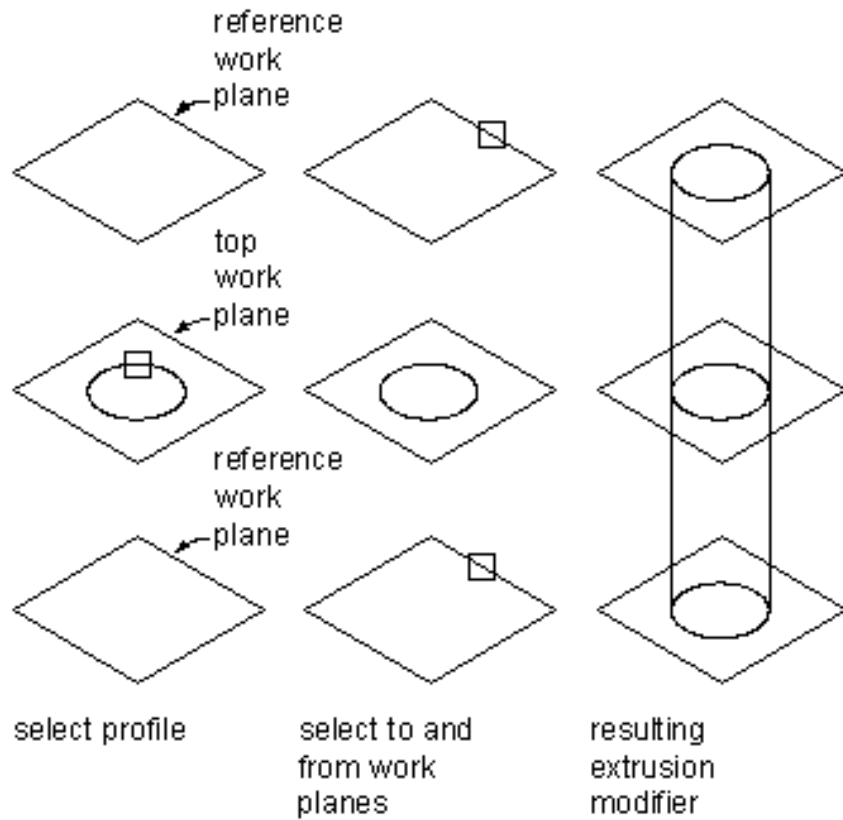 reference
work
plane
top
work
plane
reference
work
plane
select profile
select to and
from work
planes
resulting
extrusion
modifier